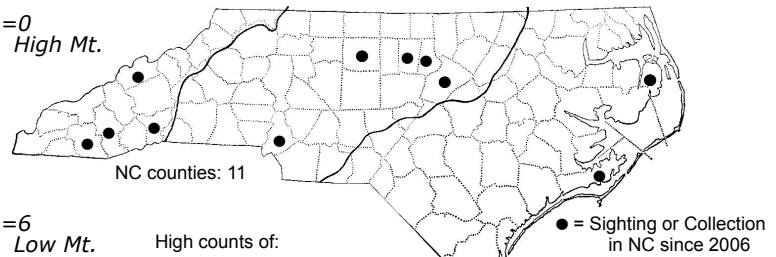 =0
High Mt.
NC counties: 11
=6
Low Mt.
High counts of:
● = Sighting or Collection
in NC since 2006